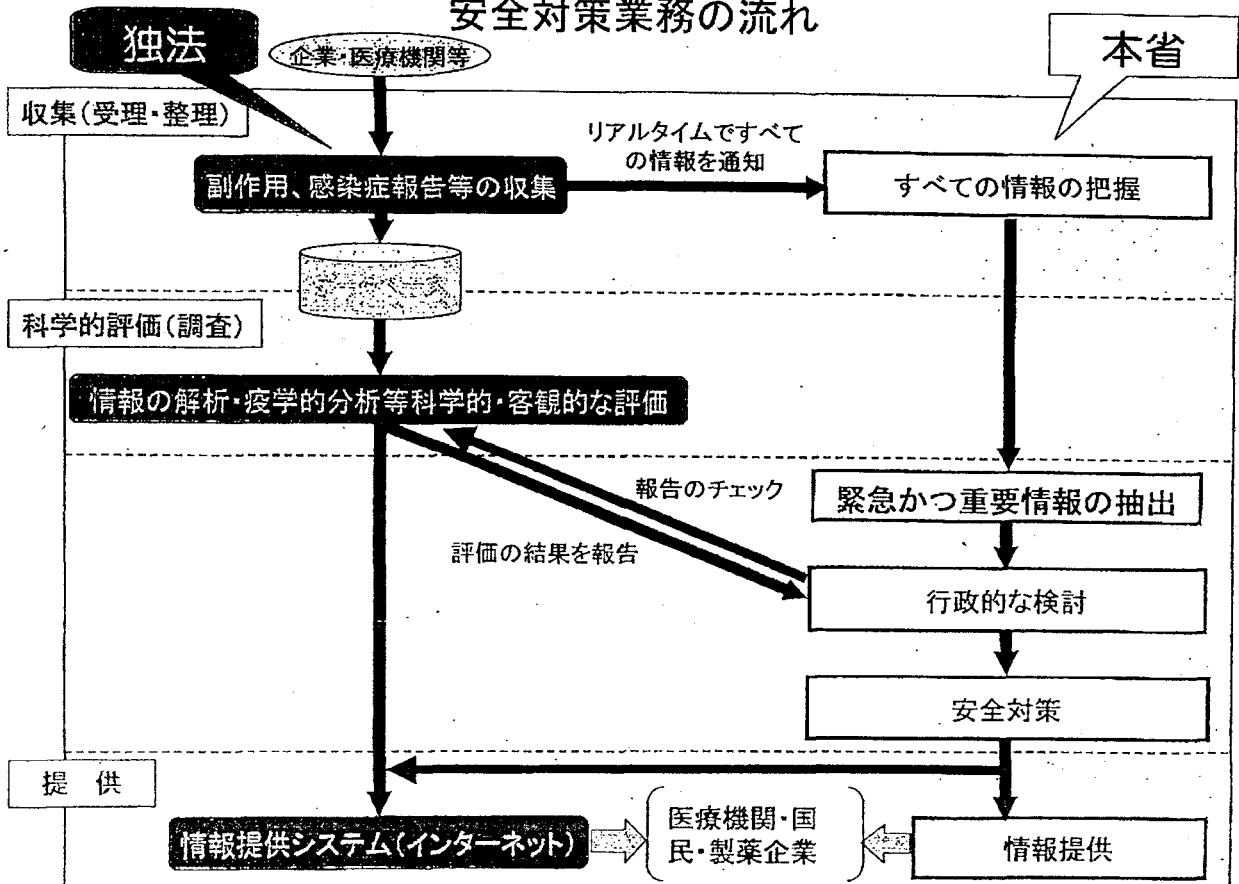 安全対策業務の流れ
独法
企業・医療機関等
本省
収集(受理・整理)
リアルタイムですべて
の情報を通知
副作用、感染症報告等の収集
すべての情報の把握
科学的評価(調査)
情報の解析・疫学的分析等科学的・客観的な評価
報告のチェック
緊急かつ重要情報の抽出
評価の結果を報告
行政的な検討
安全対策
提 供
情報提供システム(インターネット)
医療機関・国
民・製薬企業
情報提供